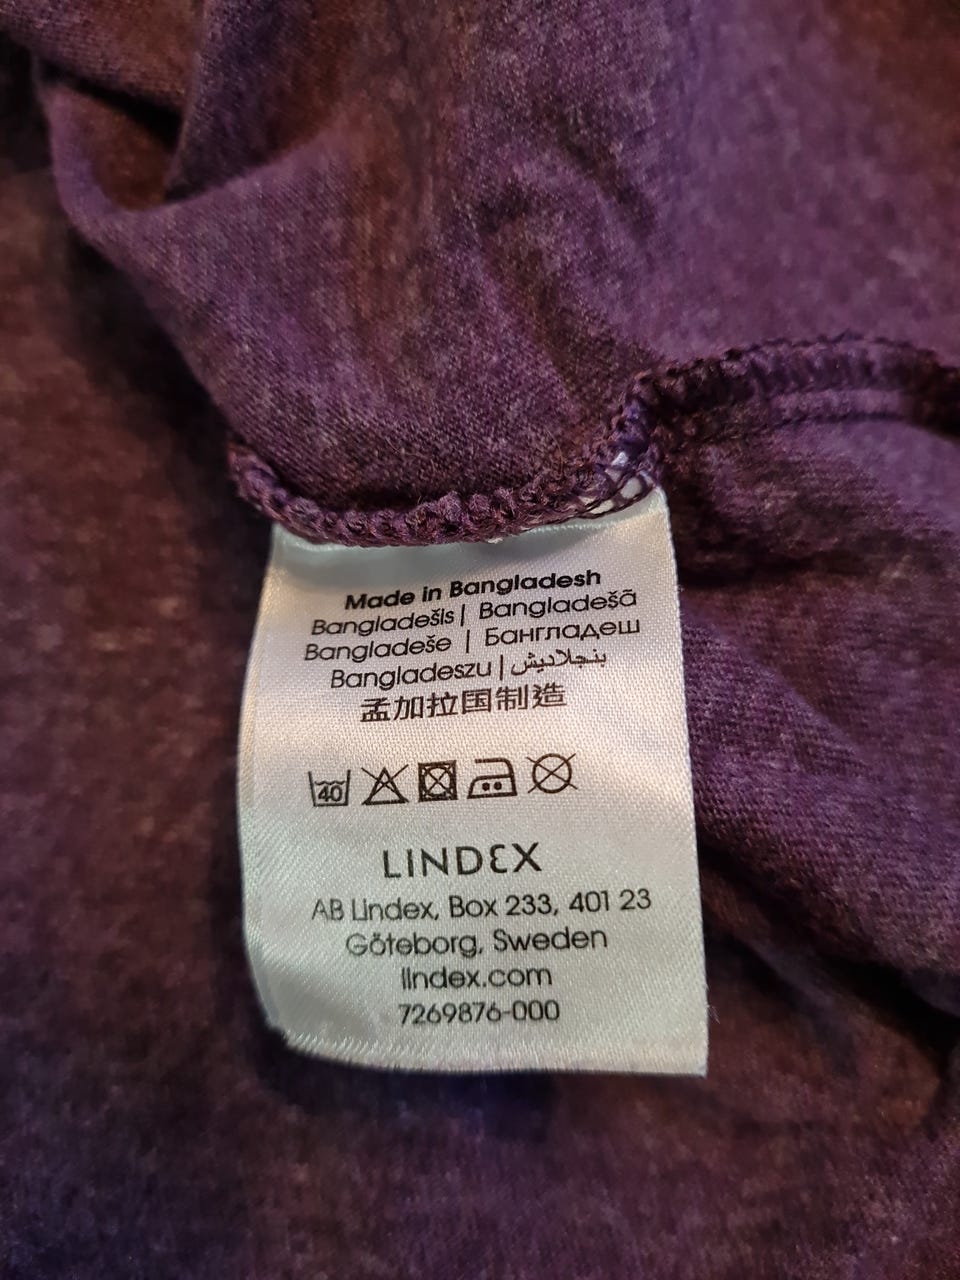 Made in Bangladesh
Bangladešis | Bangladešā
Bangladeše | Бангладеш
Bangladeszu | بنجلاديش
孟加拉国制造
40
LINDEX
AB Lindex, Box 233, 401 23
Göteborg, Sweden
lindex.com
7269876-000